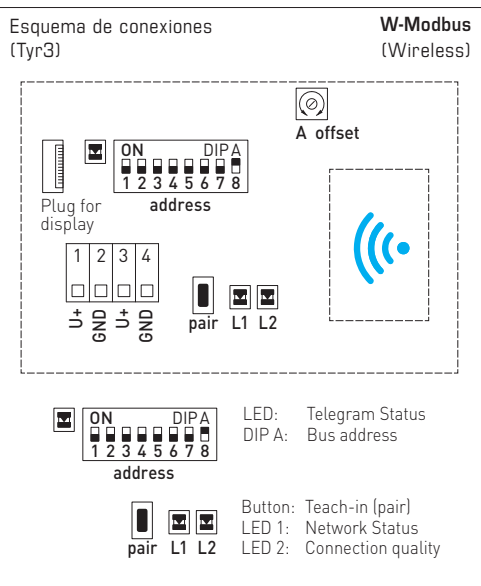 Esquema de conexiones
(Tyr3)
W-Modbus
(Wireless)
A offset
ON DIP A
1 2 3 4 5 6 7 8
address
Plug for
display
1 2 3 4
U+ GND U+ GND
pair L1 L2
ON DIP A
1 2 3 4 5 6 7 8
address
LED: Telegram Status
DIP A: Bus address
pair L1 L2
Button: Teach-in (pair)
LED 1: Network Status
LED 2: Connection quality